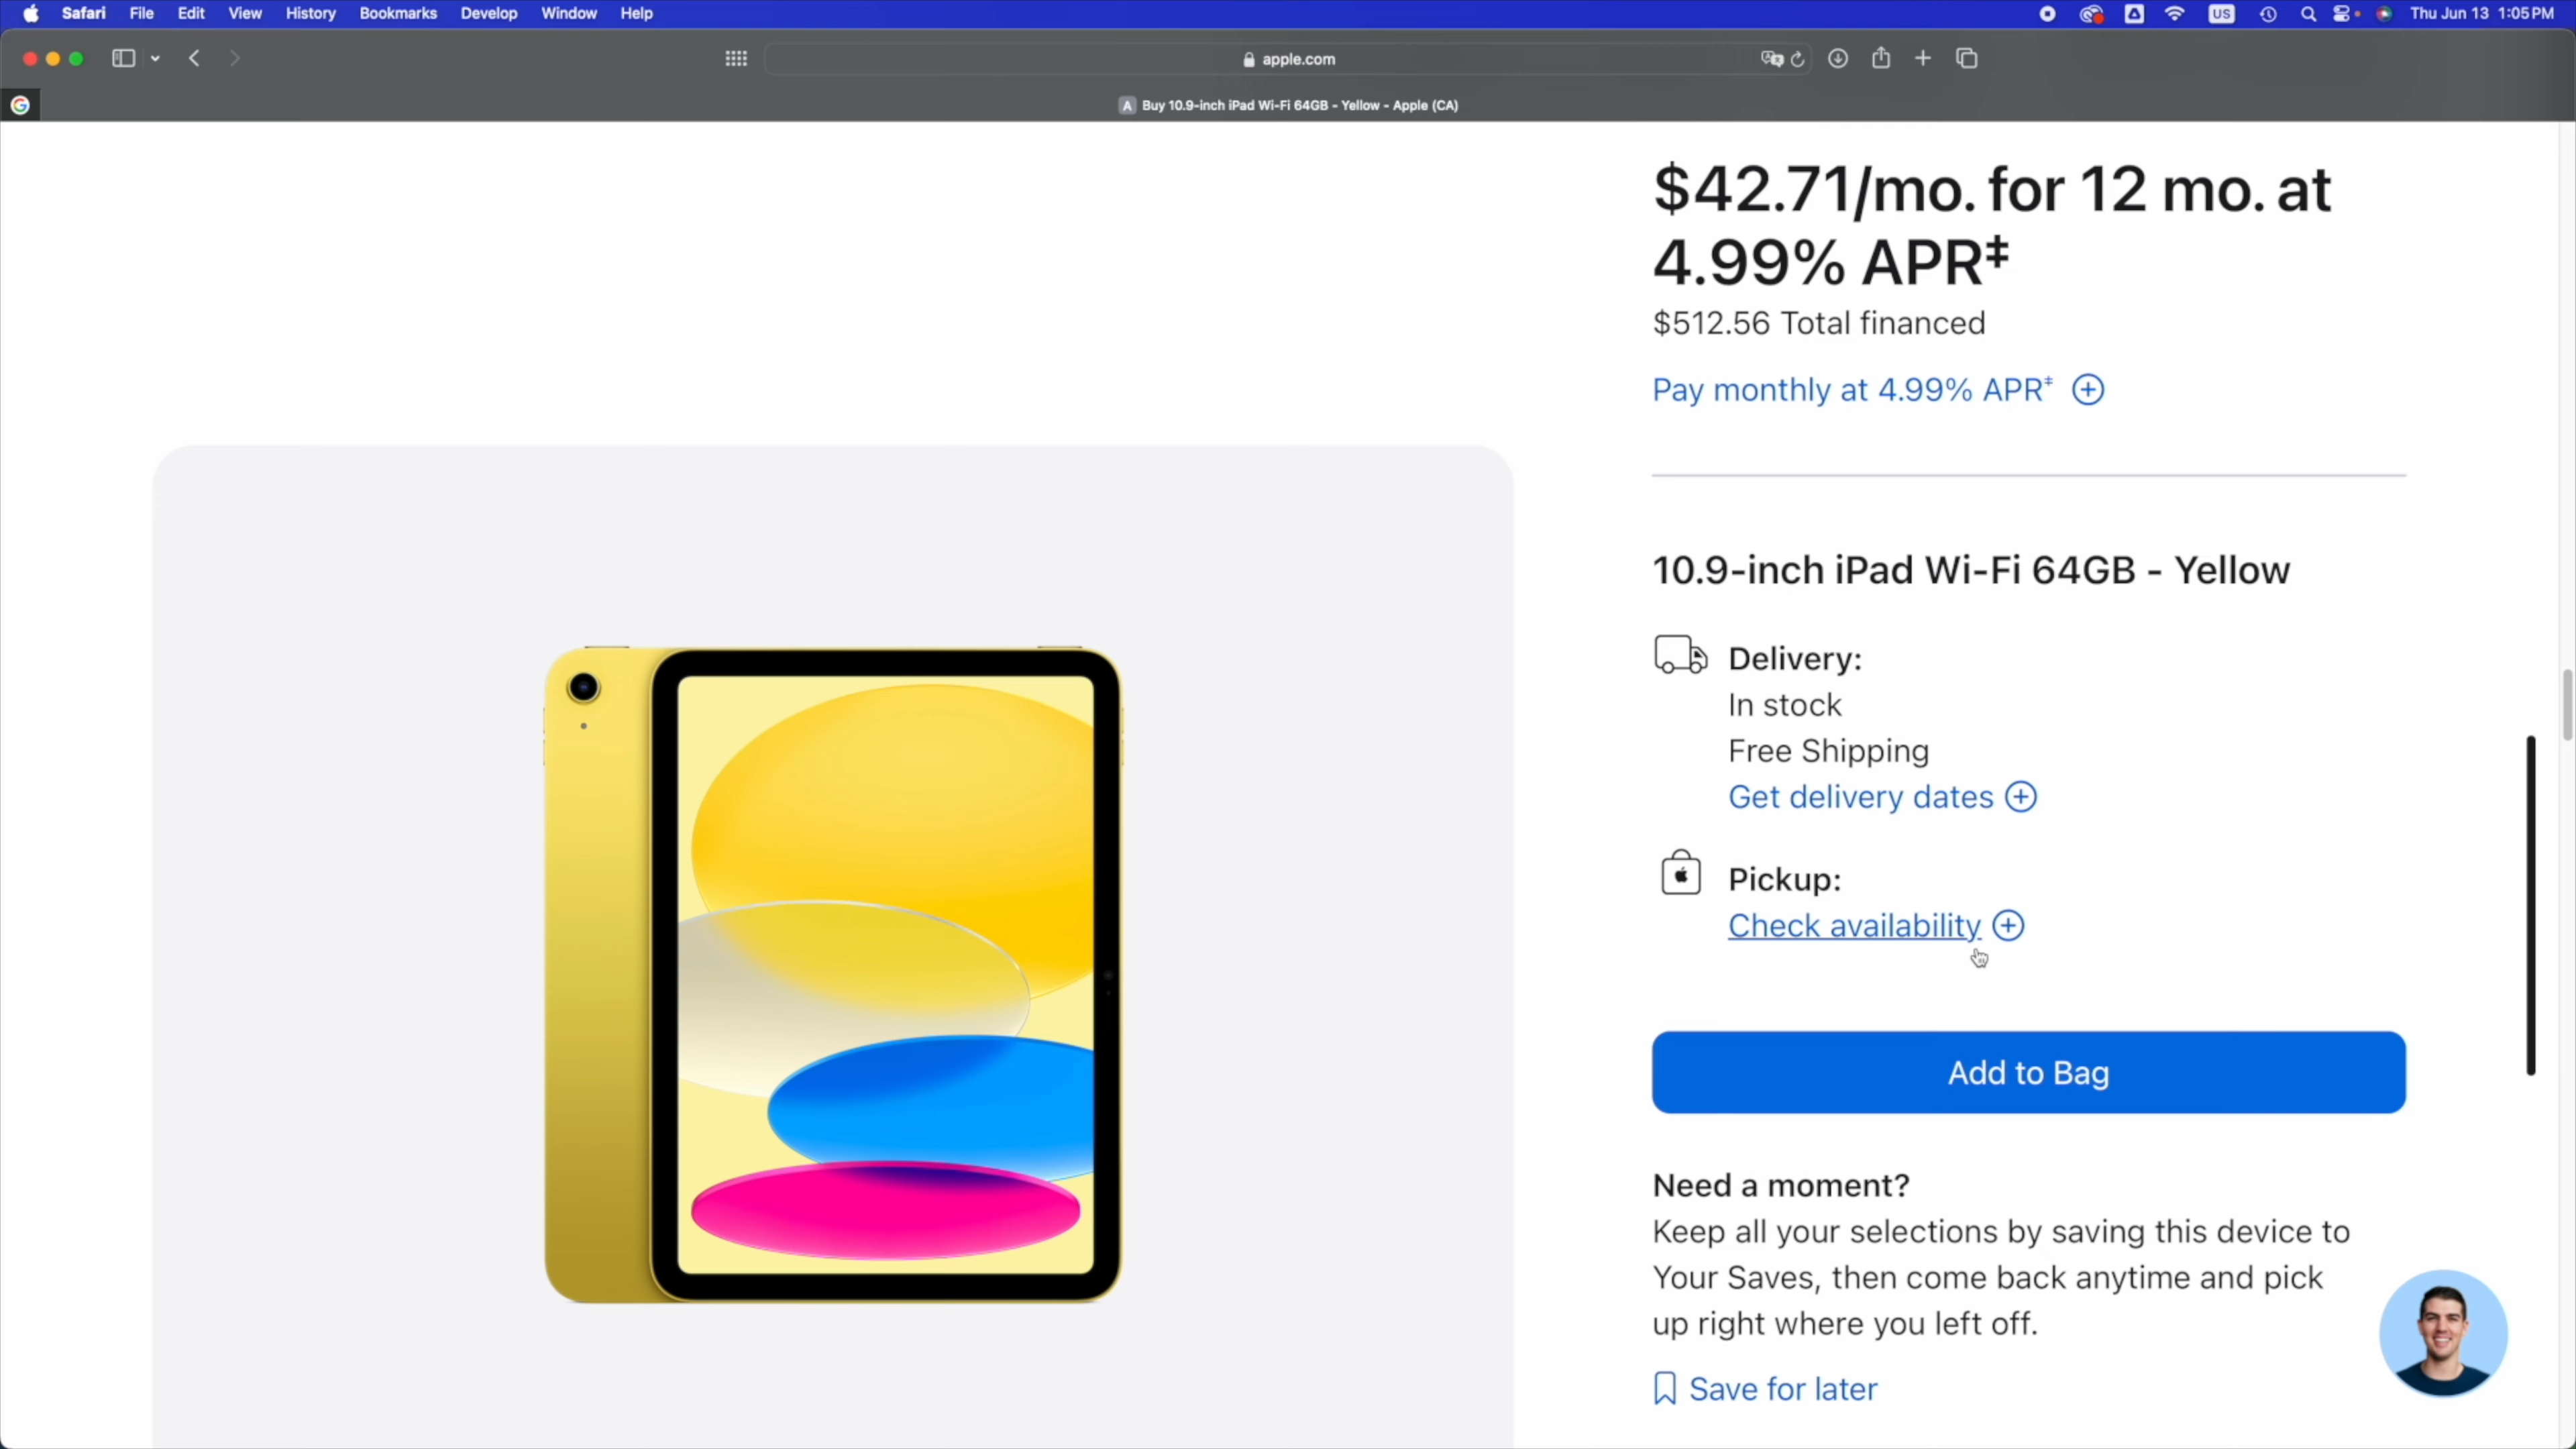 Safari File Edit View History Bookmarks Develop Window Help US Thu Jun 13 1:05 PM
apple.com
A Buy 10.9-inch iPad Wi-Fi 64GB - Yellow - Apple (CA)
$42.71/mo. for 12 mo. at
4.99% APR‡
$512.56 Total financed
Pay monthly at 4.99% APR‡
10.9-inch iPad Wi-Fi 64GB - Yellow
Delivery:
In stock
Free Shipping
Get delivery dates
Pickup:
Check availability
Add to Bag
Need a moment?
Keep all your selections by saving this device to
Your Saves, then come back anytime and pick
up right where you left off.
Save for later